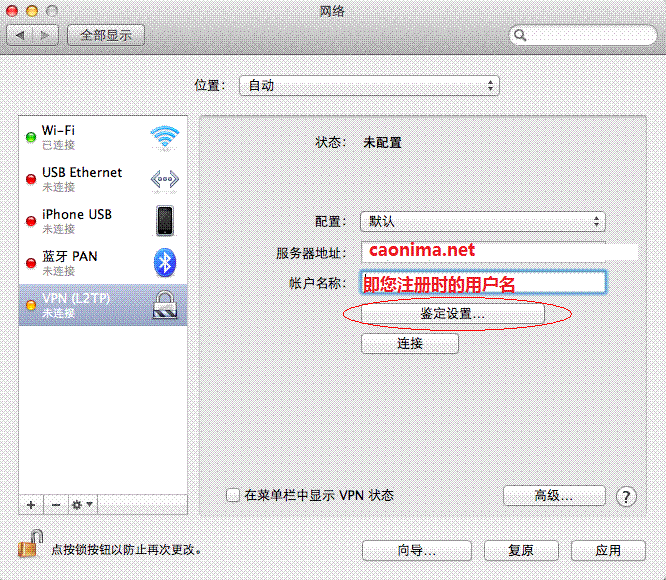 网络
全部显示
位置： 自动
Wi-Fi
已连接
USB Ethernet
未连接
iPhone USB
未连接
蓝牙 PAN
未连接
VPN (L2TP)
未连接
状态： 未配置
配置： 默认
服务器地址： caonima.net
帐户名称： 即您注册时的用户名
鉴定设置...
连接
在菜单栏中显示 VPN 状态
高级...
?
点按锁按钮以防止再次更改。
向导...
复原
应用